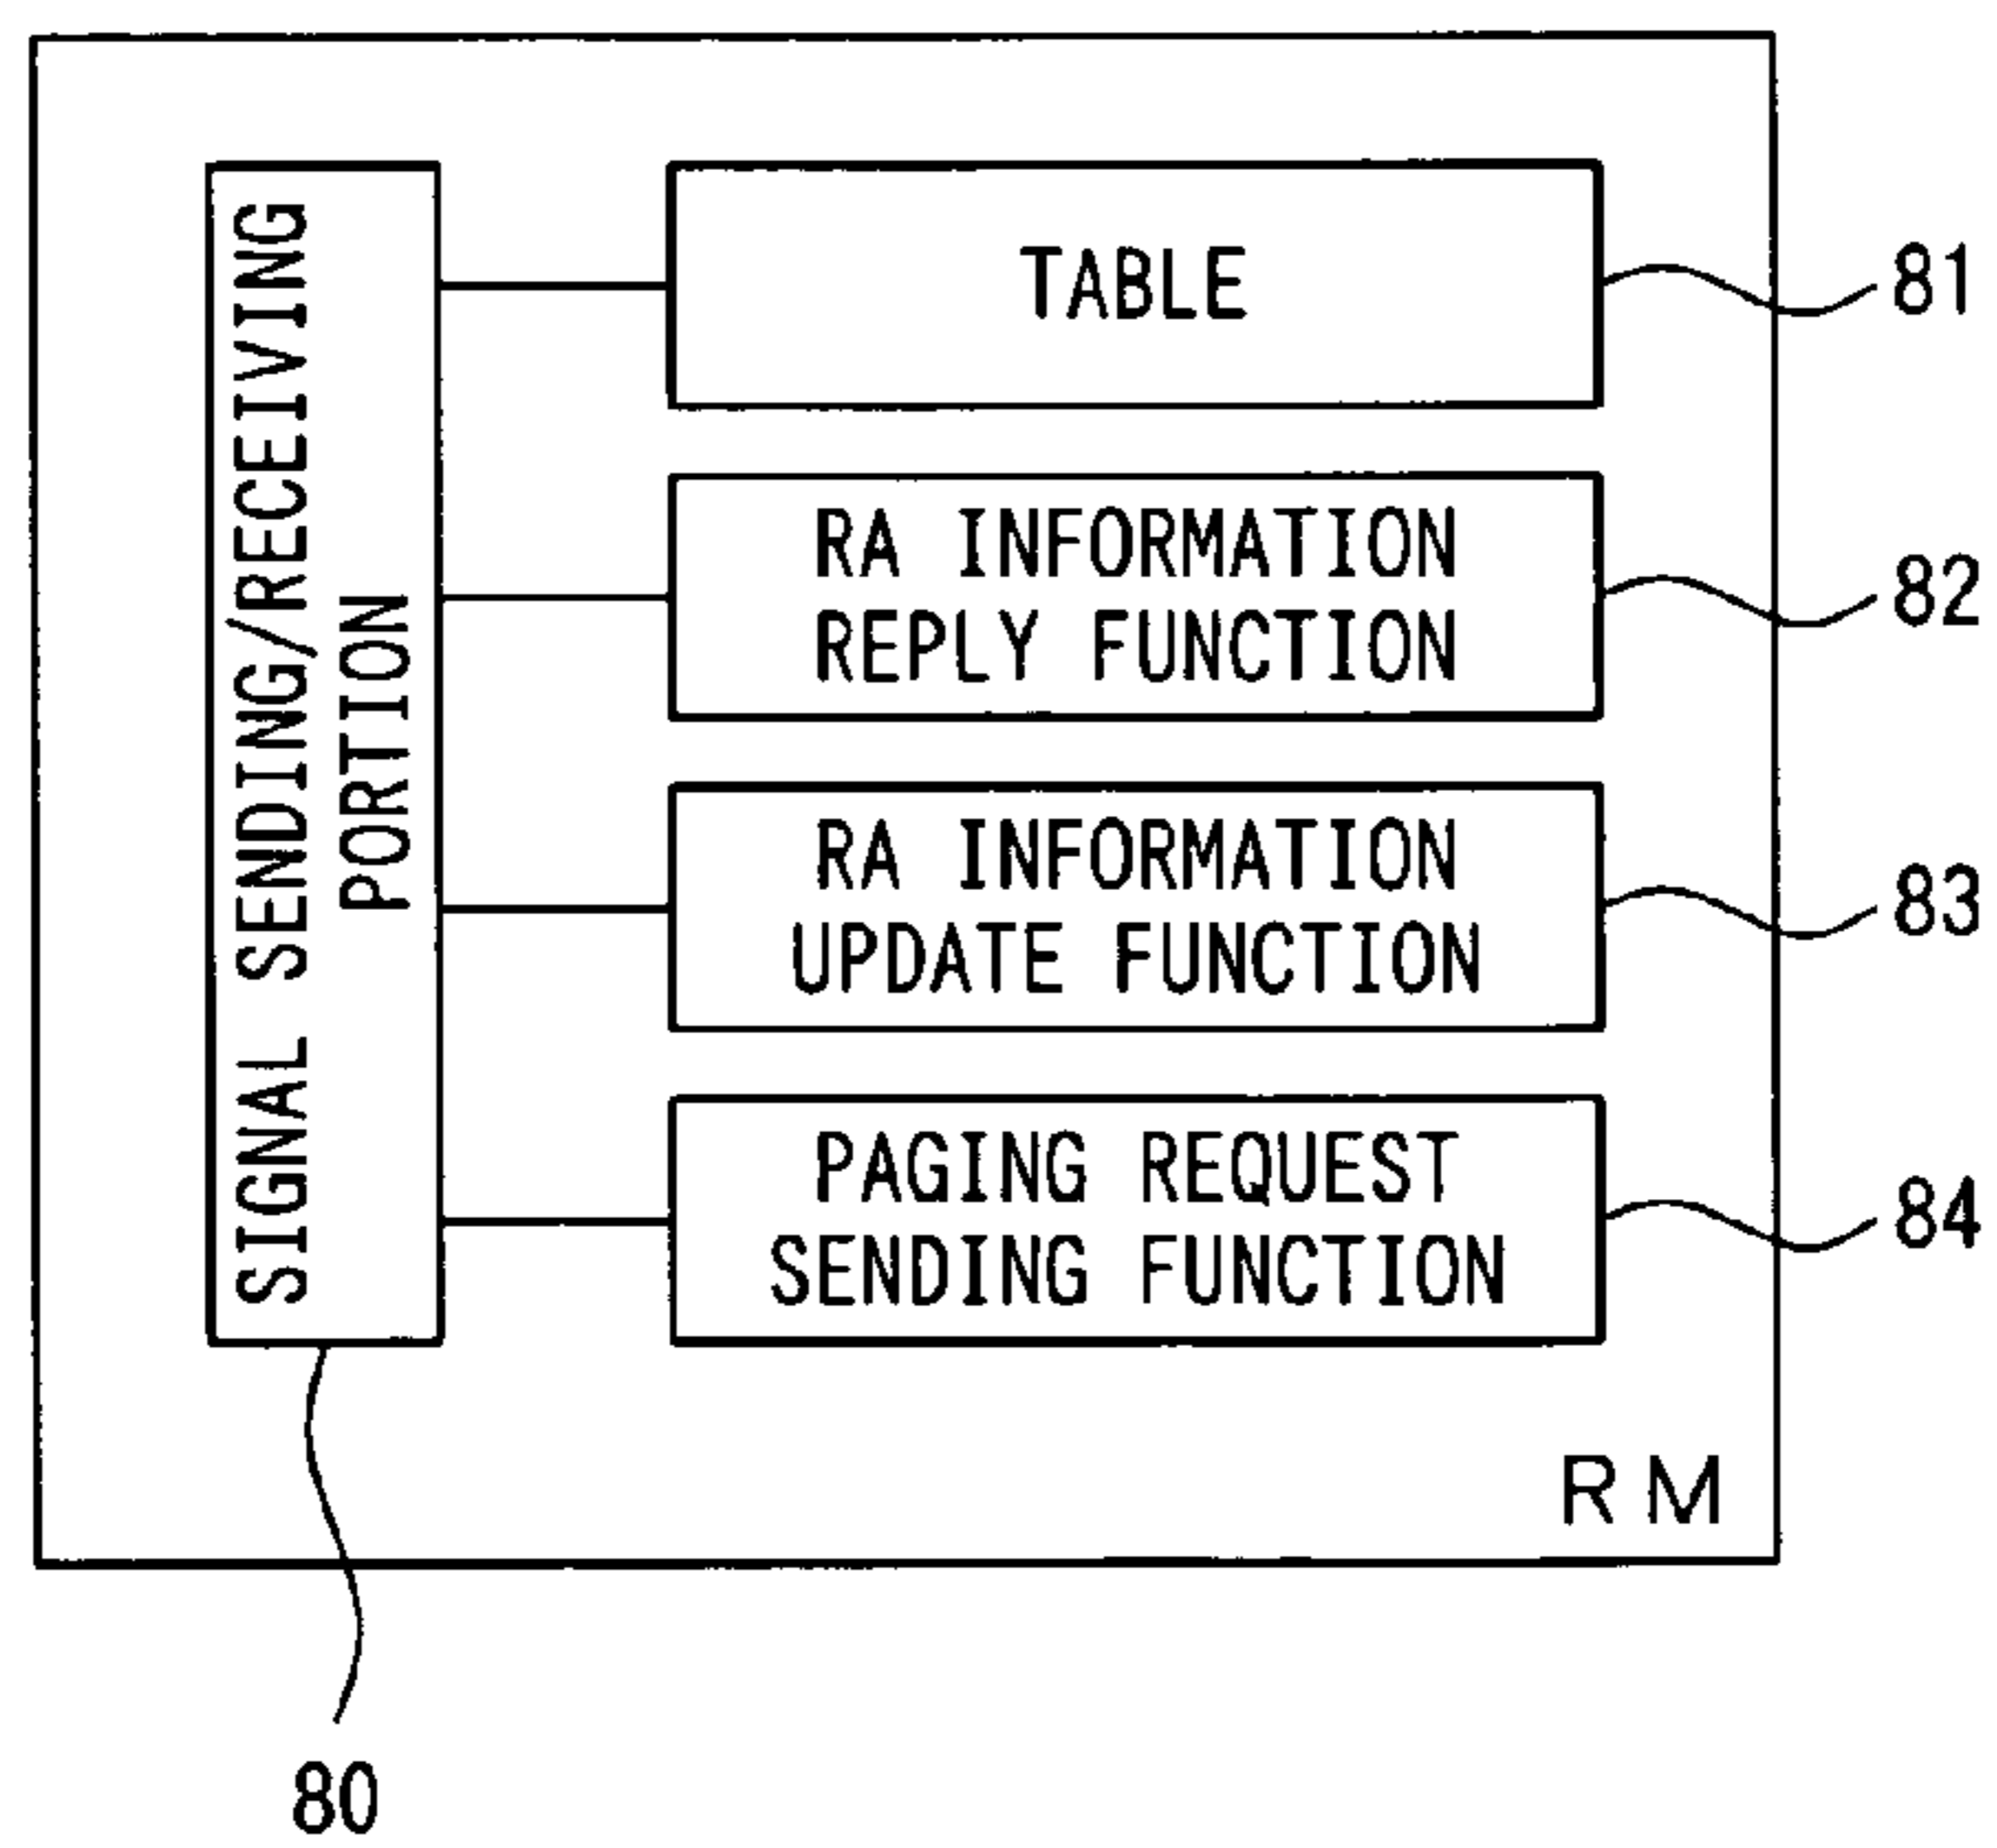 SIGNAL SENDING/RECEIVING
PORTION
TABLE
81
RA INFORMATION
REPLY FUNCTION
82
RA INFORMATION
UPDATE FUNCTION
83
PAGING REQUEST
SENDING FUNCTION
84
RM
80